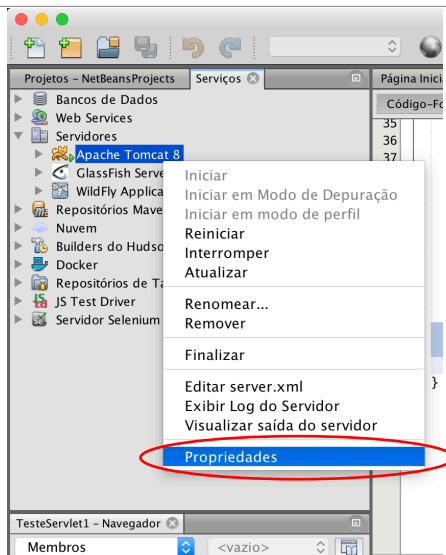 Projetos - NetBeansProjects
Serviços
Página Inici
Bancos de Dados
Código-Fo
Web Services
35
Servidores
36
Apache Tomcat 8
37
GlassFish Serve
Iniciar
WildFly Applica
Iniciar em Modo de Depuração
Repositórios Mave
Iniciar em modo de perfil
Nuvem
Reiniciar
Builders do Hudso
Interromper
Docker
Atualizar
Repositórios de Ta
JS Test Driver
Renomear...
Servidor Selenium
Remover
Finalizar
Editar server.xml
}
Exibir Log do Servidor
Visualizar saída do servidor
Propriedades
TesteServlet1 - Navegador
Membros
<vazio>